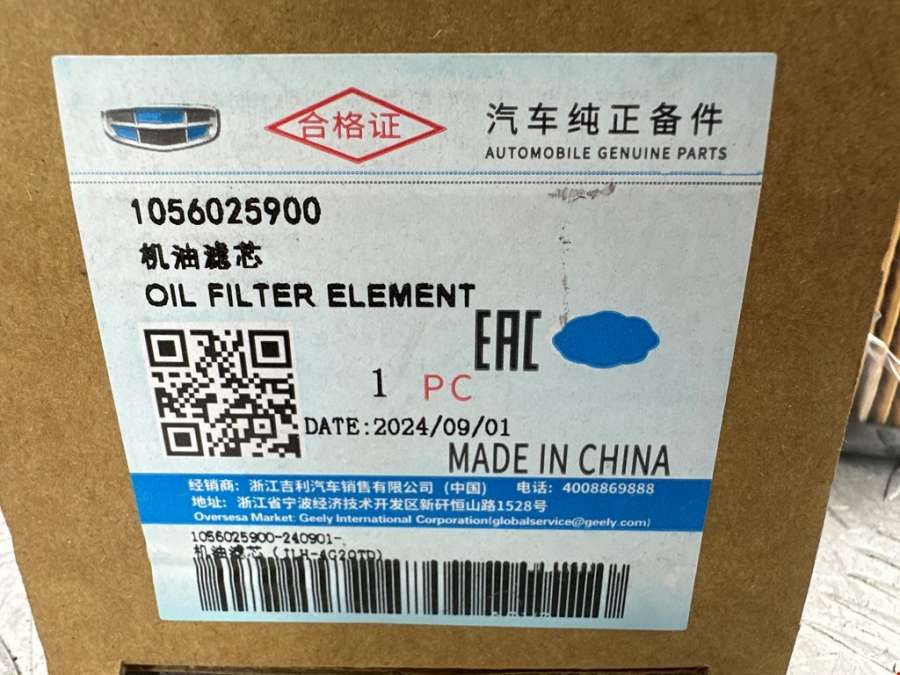 合格证
汽车纯正备件
AUTOMOBILE GENUINE PARTS
1056025900
机油滤芯
OIL FILTER ELEMENT
EAC
1 PC
DATE:2024/09/01
MADE IN CHINA
经销商：浙江吉利汽车销售有限公司（中国） 电话：4008869888
地址：浙江省宁波经济技术开发区新矸恒山路1528号
Oversesa Market: Geely International Corporation(globalservice@geely.com)
1056025900-240901-
机油滤芯（JLH-4G20TD）